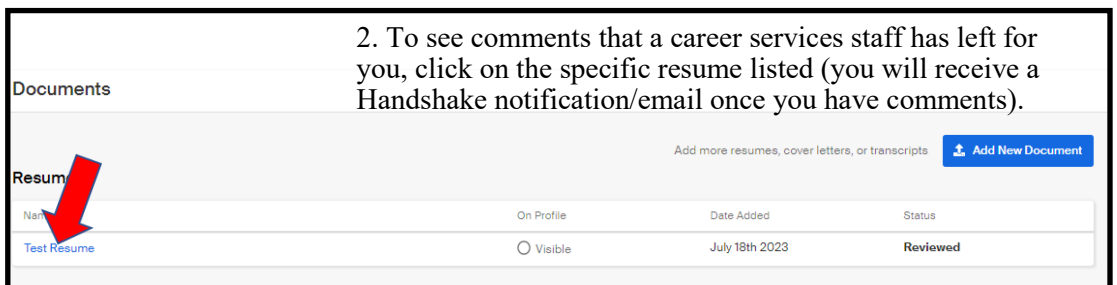 2. To see comments that a career services staff has left for
you, click on the specific resume listed (you will receive a
Documents
Handshake notification/email once you have comments).
Add more resumes, cover letters, or transcripts Add New Document
On Profile Date Added Status
Test Resume Visible July 18th 2023 Reviewed